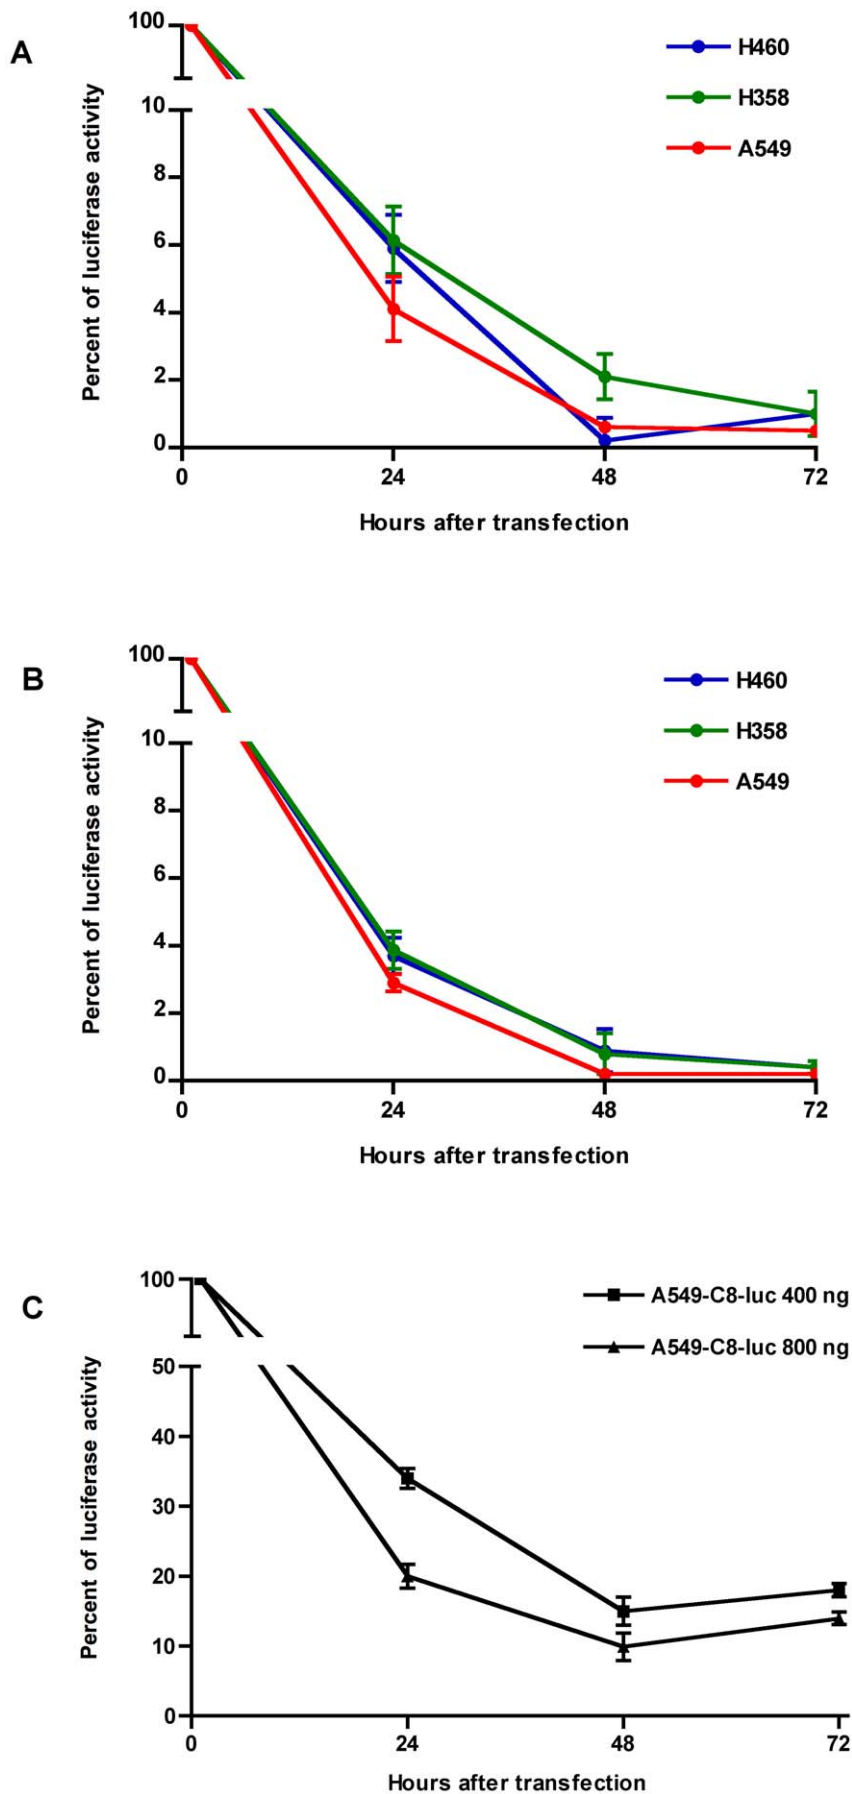 A
Percent of luciferase activity
100
10
8
6
4
2
0
0 24 48 72
Hours after transfection
H460
H358
A549
B
Percent of luciferase activity
100
10
8
6
4
2
0
0 24 48 72
Hours after transfection
H460
H358
A549
C
Percent of luciferase activity
100
50
40
30
20
10
0
0 24 48 72
Hours after transfection
A549-C8-luc 400 ng
A549-C8-luc 800 ng